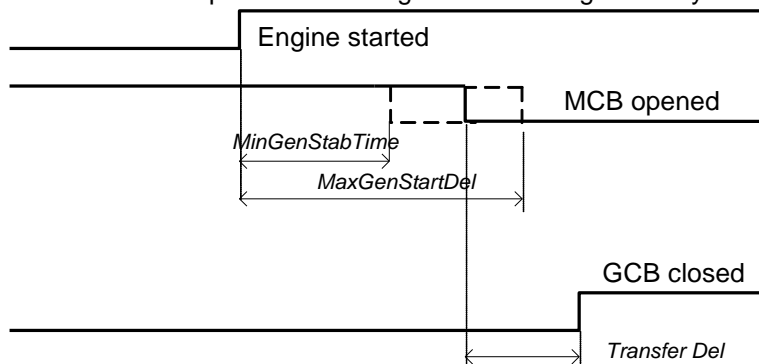 Engine started
MCB opened
MinGenStabTime
MaxGenStartDel
GCB closed
Transfer Del